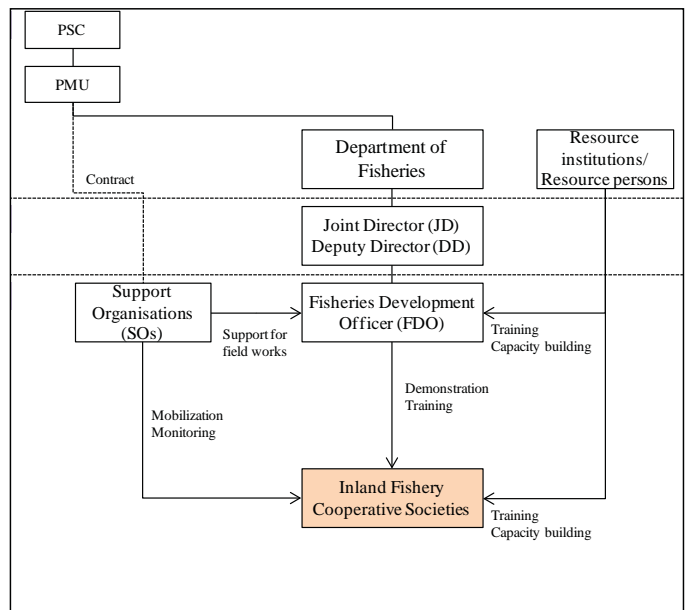 PSC
PMU
Department of
Fisheries
Resource
institutions/
Resource persons
Contract
Joint Director (JD)
Deputy Director (DD)
Support
Organisations
(SOs)
Support for
field works
Fisheries Development
Officer (FDO)
Training
Capacity building
Demonstration
Training
Mobilization
Monitoring
Inland Fishery
Cooperative Societies
Training
Capacity building